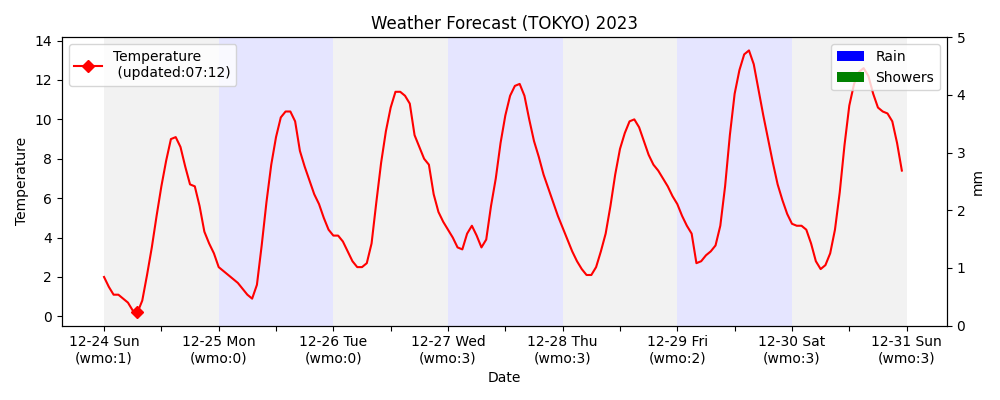 Weather Forecast (TOKYO) 2023
Temperature
(updated:07:12)
Rain
Showers
14
12
10
8
6
4
2
0
Temperature
5
4
3
2
1
0
mm
12-24 Sun
(wmo:1)
12-25 Mon
(wmo:0)
12-26 Tue
(wmo:0)
12-27 Wed
(wmo:3)
12-28 Thu
(wmo:3)
12-29 Fri
(wmo:2)
12-30 Sat
(wmo:3)
12-31 Sun
(wmo:3)
Date